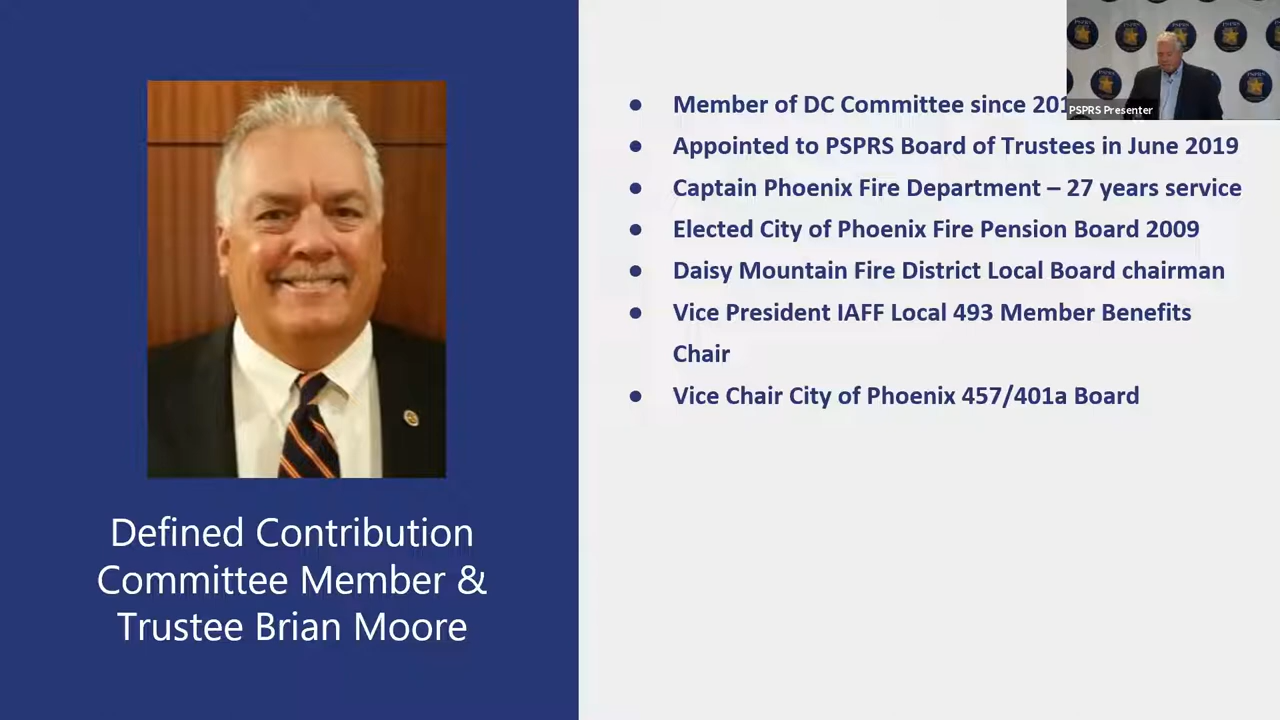 Defined Contribution
Committee Member &
Trustee Brian Moore
● Member of DC Committee since
● Appointed to PSPRS Board of Trustees in June 2019
● Captain Phoenix Fire Department – 27 years service
● Elected City of Phoenix Fire Pension Board 2009
● Daisy Mountain Fire District Local Board chairman
● Vice President IAFF Local 493 Member Benefits
Chair
● Vice Chair City of Phoenix 457/401a Board
PSPRS Presenter